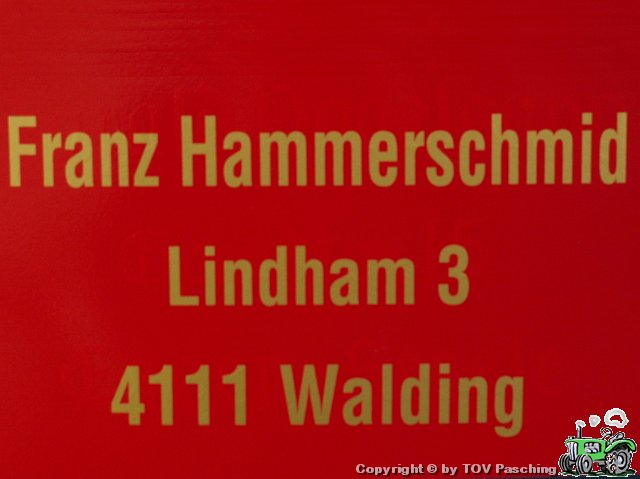 Franz Hammerschmid
Lindham 3
4111 Walding
Copyright © by TOV Pasching